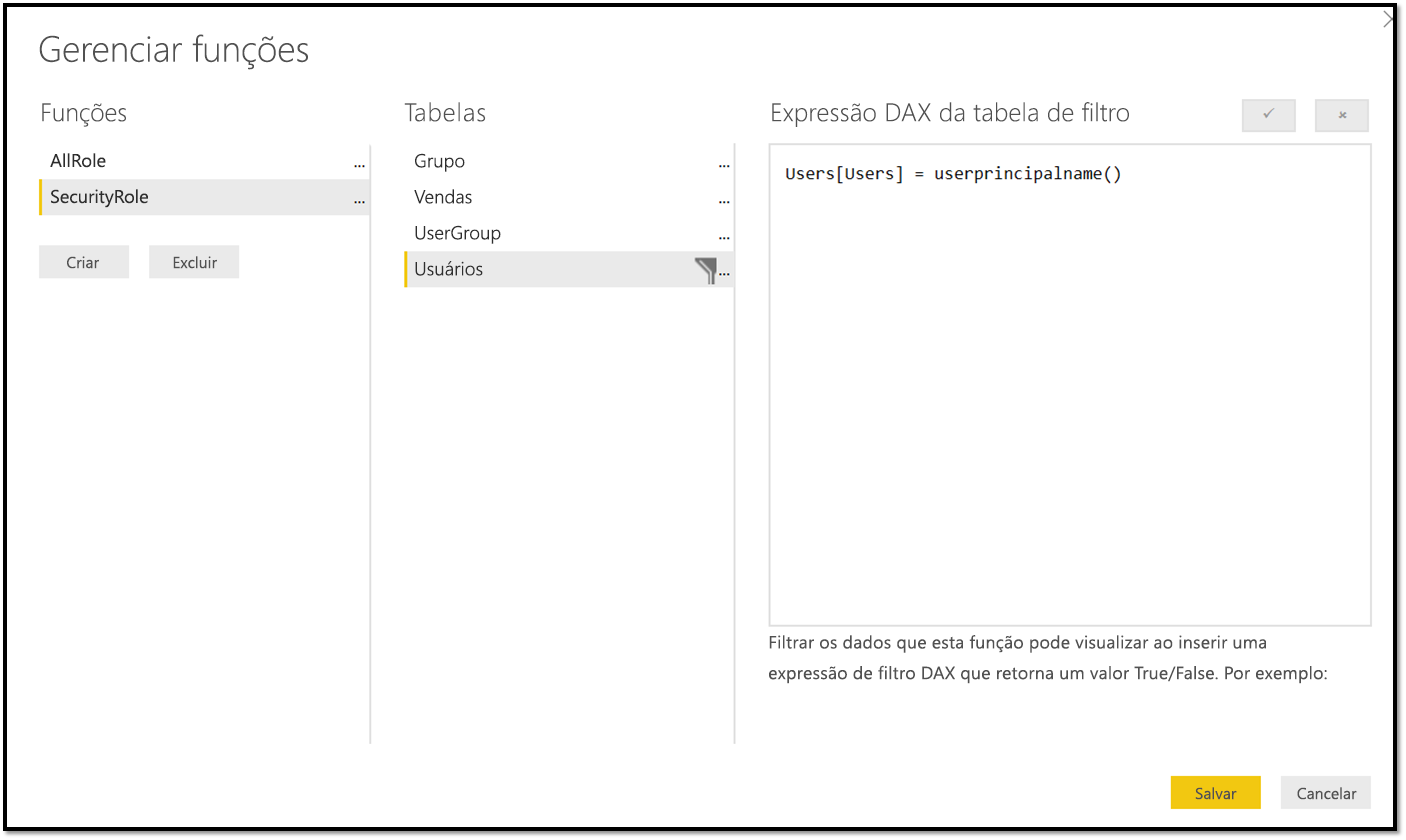 Gerenciar funções
Funções
AllRole
...
SecurityRole
...
Criar
Excluir
Tabelas
Grupo
...
Vendas
...
UserGroup
...
Usuários
...
Expressão DAX da tabela de filtro
Users[Users] = userprincipalname()
Filtrar os dados que esta função pode visualizar ao inserir uma
expressão de filtro DAX que retorna um valor True/False. Por exemplo:
Salvar
Cancelar